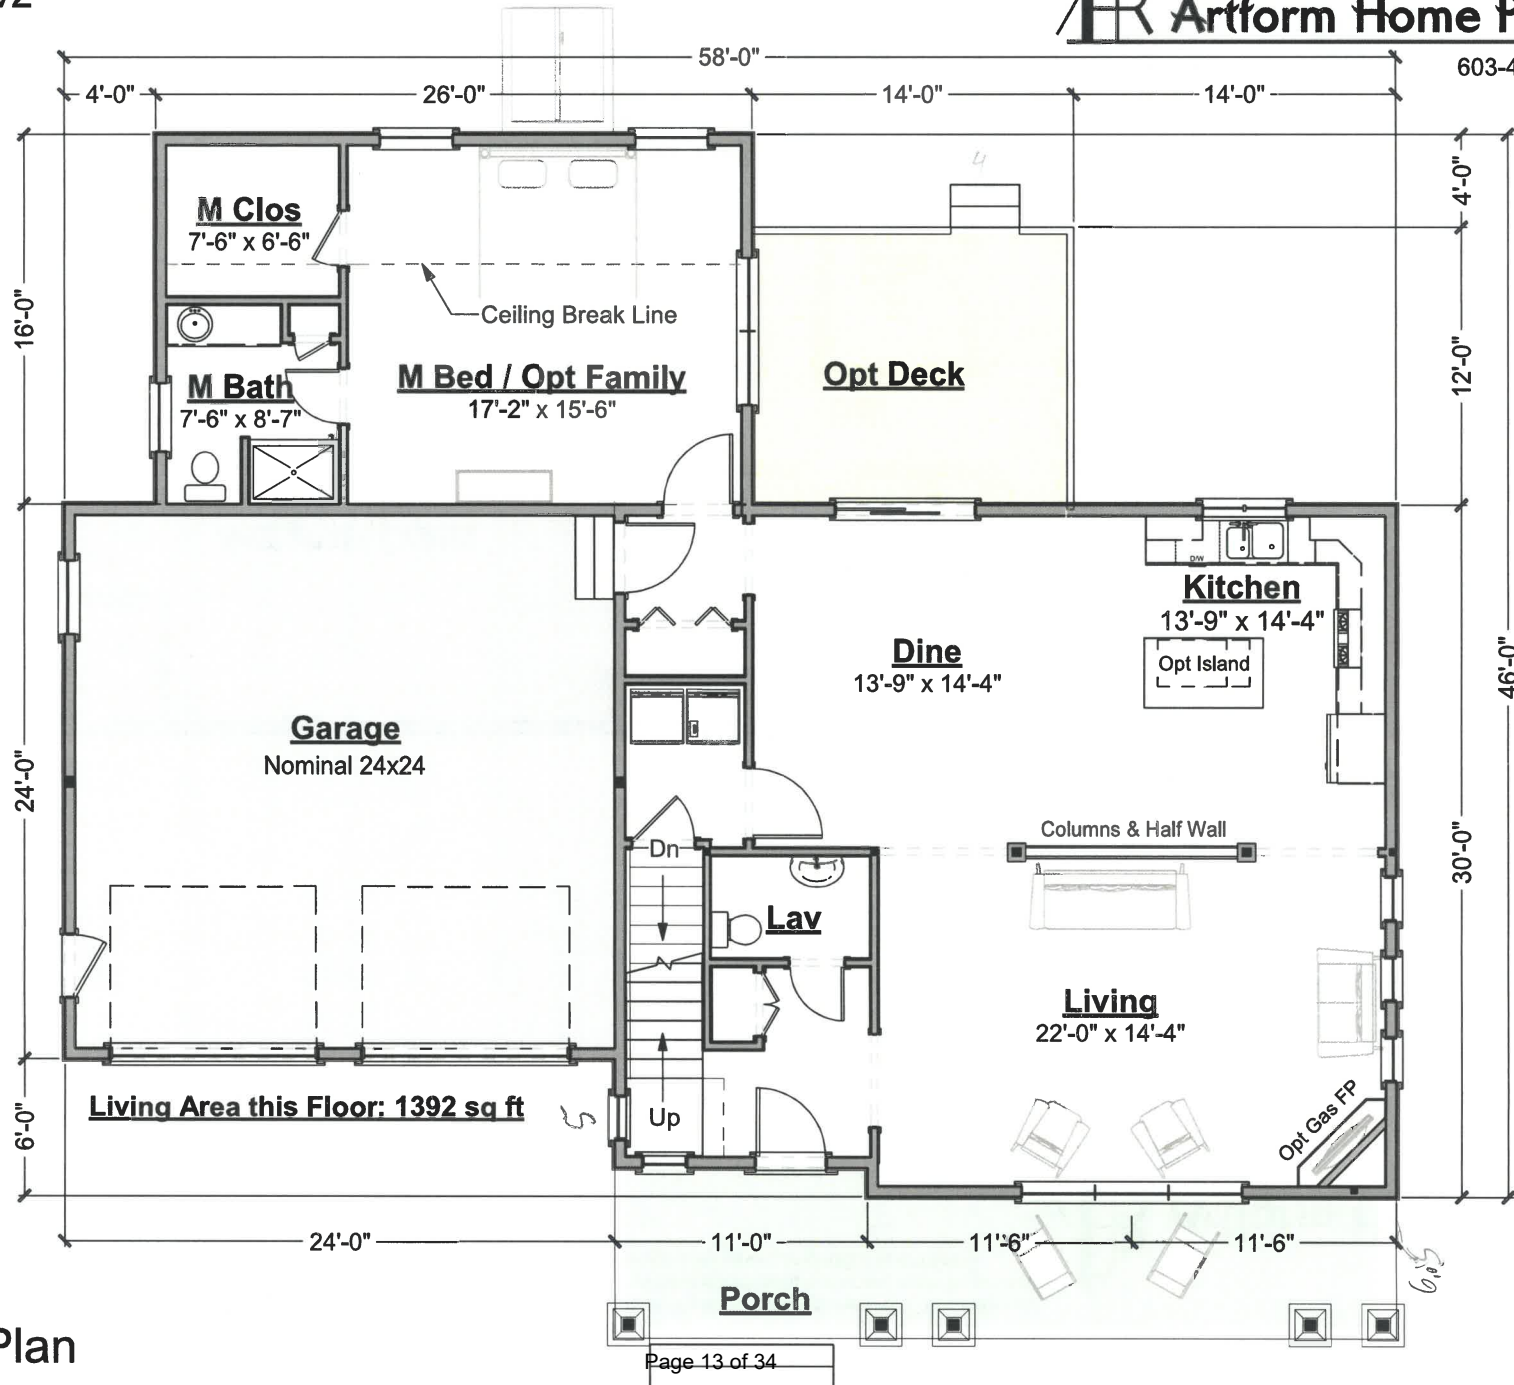 Artform Home P
58'-0"
603-4
4'-0"
26'-0"
14'-0"
14'-0"
4
4'-0"
M Clos
7'-6" x 6'-6"
16'-0"
Ceiling Break Line
M Bed / Opt Family
17'-2" x 15'-6"
Opt Deck
12'-0"
M Bath
7'-6" x 8'-7"
D/W
Kitchen
13'-9" x 14'-4"
Dine
13'-9" x 14'-4"
Opt Island
46'-0"
Garage
Nominal 24x24
24'-0"
Columns & Half Wall
Dn
30'-0"
Lav
Living
22'-0" x 14'-4"
Living Area this Floor: 1392 sq ft
5
Up
6'-0"
Opt Gas FP
24'-0"
11'-0"
11'-6"
11'-6"
Porch
Plan
Page 13 of 34